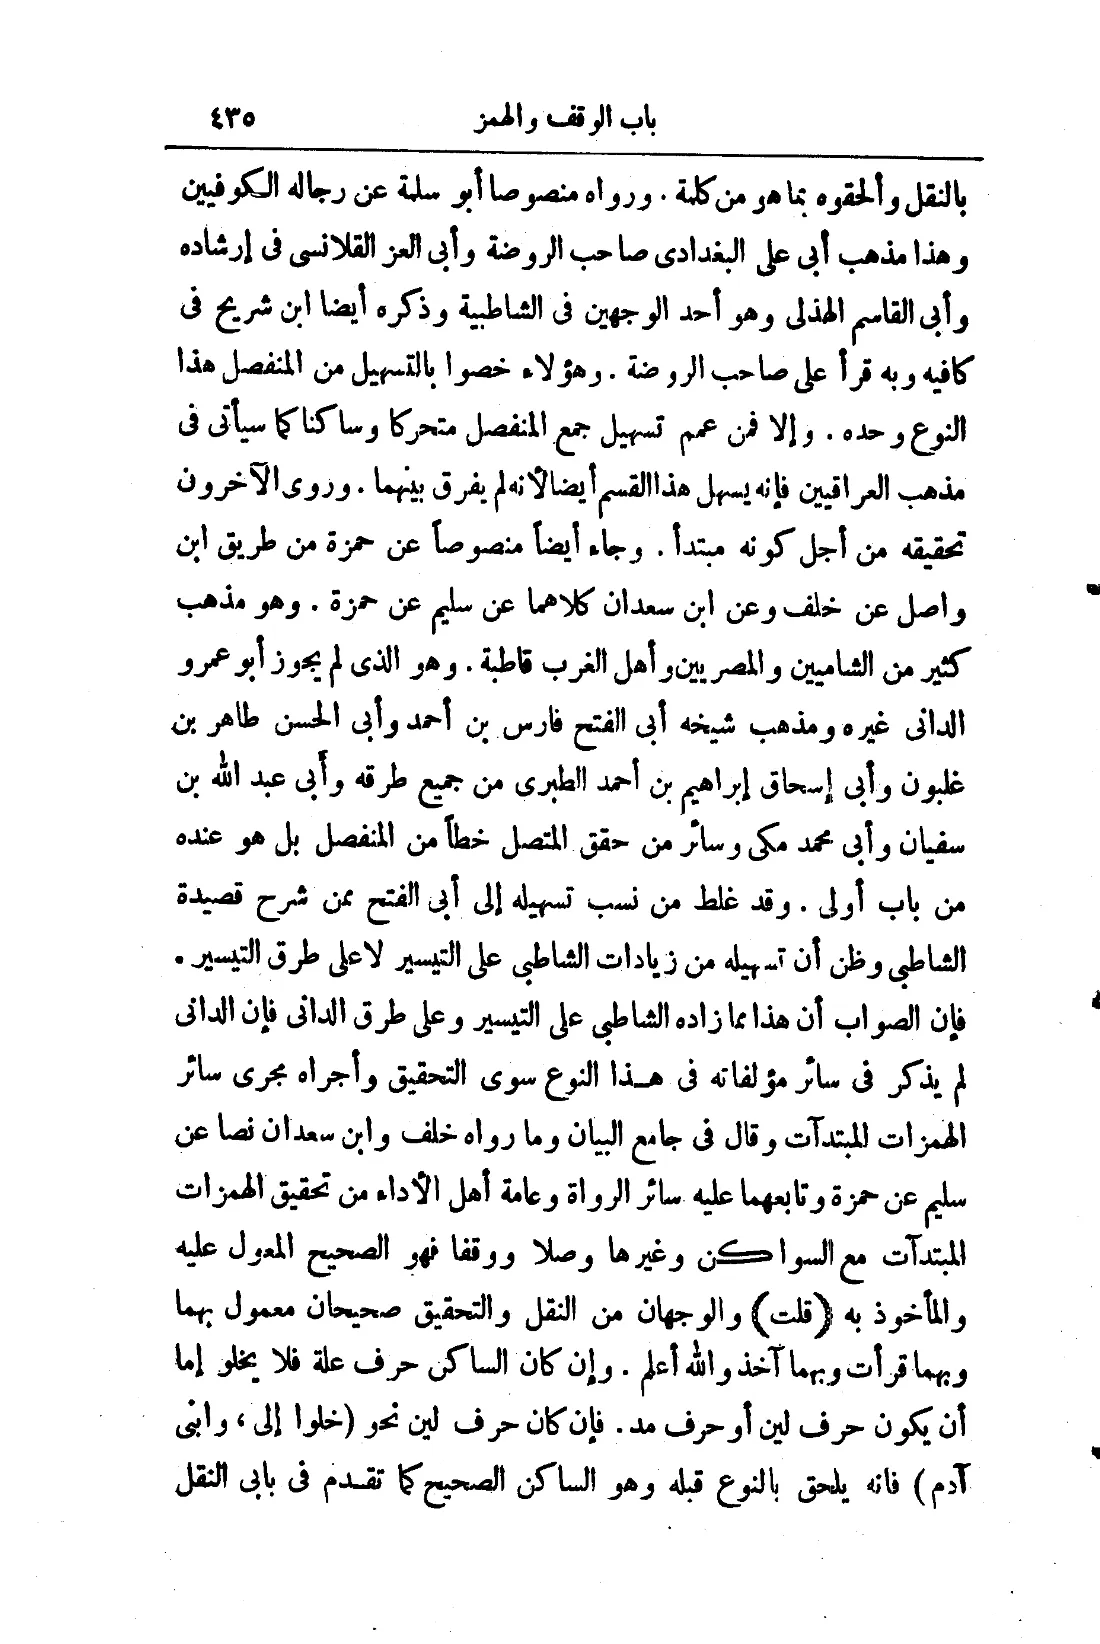 باب الوقف والهمز ٤٣٥
بالنقل وألحقوه بما هو من كلمة . ورواه منصوصا أبو سلمة عن رجاله الكوفيين
وهذا مذهب أبى على البغدادى صاحب الروضة وأبى العز القلانسى فى إرشاده
وأبى القاسم الهذلى وهو أحد الوجهين فى الشاطبية وذكره أيضا ابن شريح فى
كافيه وبه قرأ على صاحب الروضة . وهؤلاء خصوا بالتسهيل من المنفصل هذا
النوع وحده . وإلا فمن عمم تسهيل جمع المنفصل متحركا وساكنا كما سيأتى فى
مذهب العراقيين فإنه يسهل هذا القسم أيضا لأنه لم يفرق بينهما . وروى الآخرون
تحقيقه من أجل كونه مبتدأ . وجاء أيضاً منصوصاً عن حمزة من طريق ابن
واصل عن خلف وعن ابن سعدان كلاهما عن سليم عن حمزة . وهو مذهب
كثير من الشاميين والمصريين وأهل الغرب قاطبة . وهو الذى لم يجوز أبو عمرو
الدانى غيره ومذهب شيخه أبى الفتح فارس بن أحمد وأبى الحسن طاهر بن
غلبون وأبى إسحاق إبراهيم بن أحمد الطبرى من جميع طرقه وأبى عبد الله بن
سفيان وأبى محمد مكى وسائر من حقق المتصل خطاً من المنفصل بل هو عنده
من باب أولى . وقد غلط من نسب تسهيله إلى أبى الفتح ممن شرح قصيدة
الشاطبي وظن أن تسهيله من زيادات الشاطبي على التيسير لا على طرق التيسير .
فإن الصواب أن هذا مما زاده الشاطبي على التيسير وعلى طرق الدانى فإن الدانى
لم يذكر فى سائر مؤلفاته فى هذا النوع سوى التحقيق وأجراه مجرى سائر
الهمزات المبتدآت وقال فى جامع البيان وما رواه خلف وابن سعدان نصا عن
سليم عن حمزة وتابعهما عليه سائر الرواة وعامة أهل الأداء من تحقيق الهمزات
المبتدآت مع السواكن وغيرها وصلا ووقفا فهو الصحيح المعول عليه
والمأخوذ به (قلت) والوجهان من النقل والتحقيق صحيحان معمول بهما
وبهما قرأت وبهما آخذ والله أعلم . وإن كان الساكن حرف علة فلا يخلو إما
أن يكون حرف لين أو حرف مد . فإن كان حرف لين نحو (خلوا إلى ، وابنى
آدم) فانه يلحق بالنوع قبله وهو الساكن الصحيح كما تقدم فى بابى النقل